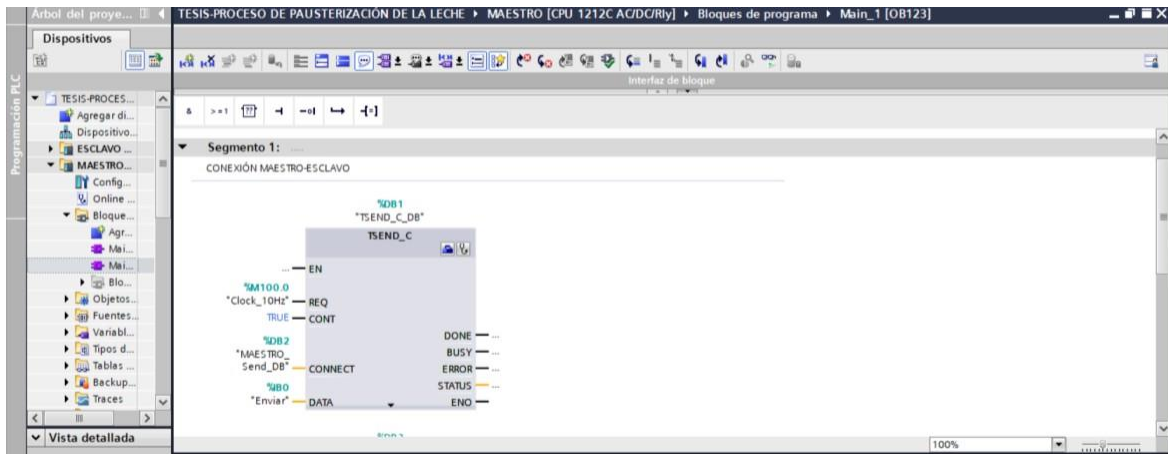 Árbol del proye...
TESIS-PROCESO DE PAUSTERIZACIÓN DE LA LECHE ▸ MAESTRO [CPU 1212C AC/DC/Rly] ▸ Bloques de programa ▸ Main_1 [OB123]
Dispositivos
Programación PLC
Interfaz de bloque
TESIS-PROCES...
Agregar di...
Dispositivo...
ESCLAVO ...
MAESTRO...
Config...
Online ...
Bloque...
Agr...
Mai...
Mai...
Blo...
Objetos...
Fuentes...
Variabl...
Tipos d...
Tablas ...
Backup...
Traces
Vista detallada
& >=1 ??
Segmento 1: .....
CONEXIÓN MAESTRO-ESCLAVO
%DB1
"TSEND_C_DB"
TSEND_C
... EN
%M100.0
"Clock_10Hz" REQ
TRUE CONT
DONE ...
%DB2
"MAESTRO_ BUSY ...
Send_DB" CONNECT ERROR ...
STATUS ...
"Enviar" DATA ENO
100%